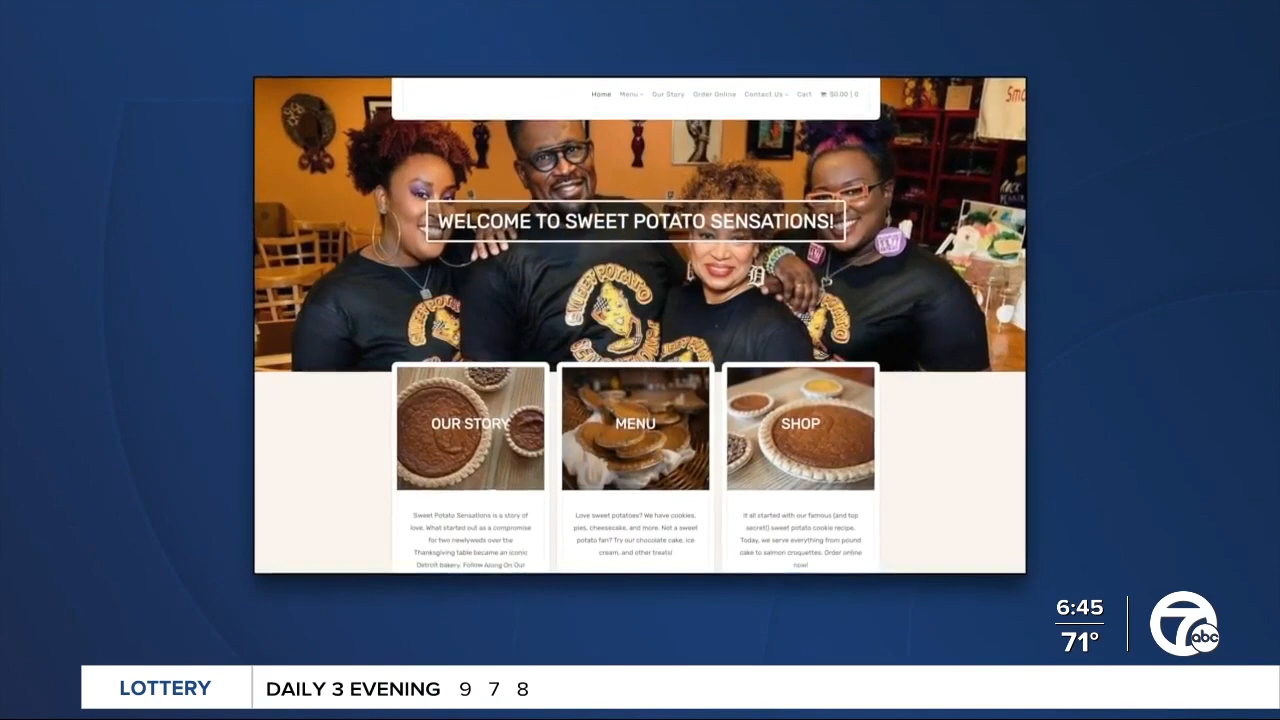 Home Menu Our Story Order Online Contact Us Cart $0.00 | 0
WELCOME TO SWEET POTATO SENSATIONS!
SWEET POTATO
OUR STORY
MENU
SHOP
Sweet Potato Sensations is a story of
love. What started out as a compromise
for two newlyweds over the
Thanksgiving table became an iconic
Detroit bakery. Follow Along On Our
Love sweet potatoes? We have cookies,
pies, cheesecake, and more. Not a sweet
potato fan? Try our chocolate cake, ice
cream, and other treats!
It all started with our famous (and top
secret!) sweet potato cookie recipe.
Today, we serve everything from pound
cake to salmon croquettes. Order online
now!
6:45
71°
7 abc
LOTTERY
DAILY 3 EVENING 9 7 8